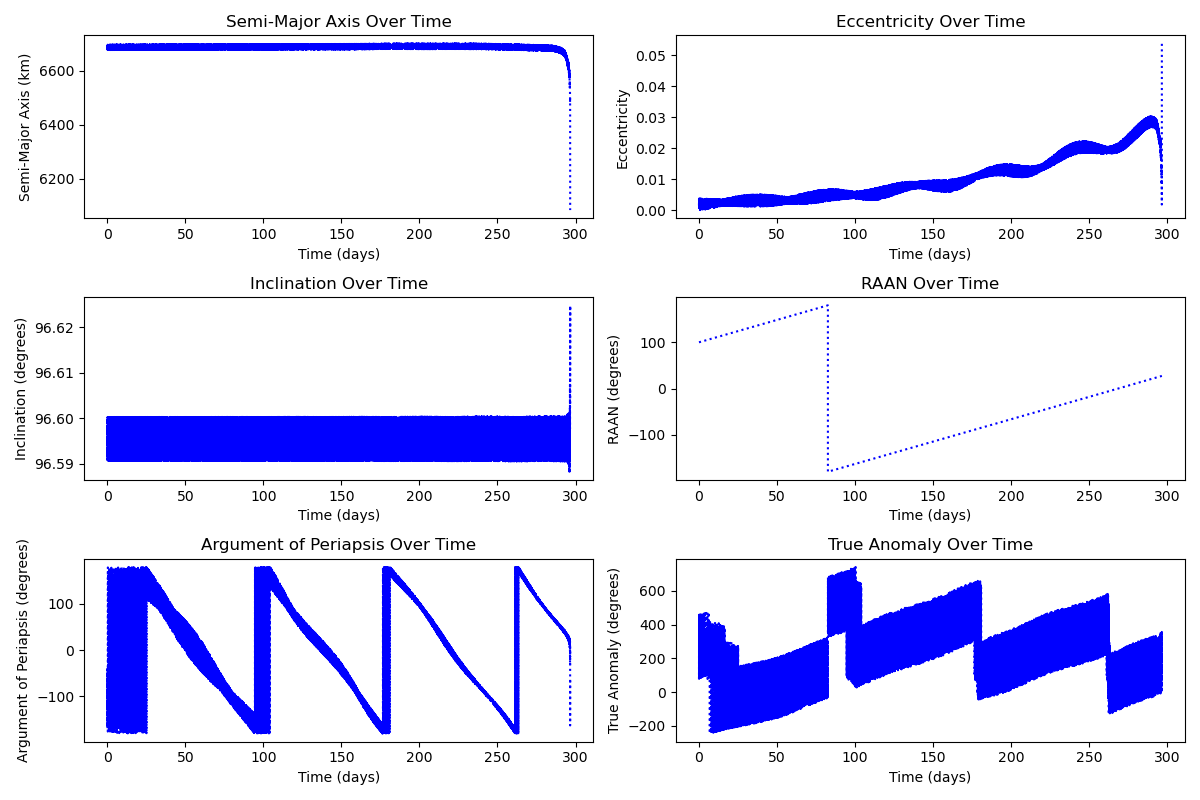 Semi-Major Axis Over Time
Semi-Major Axis (km)
6600
6400
6200
0 50 100 150 200 250 300
Time (days)
Eccentricity Over Time
Eccentricity
0.05
0.04
0.03
0.02
0.01
0.00
0 50 100 150 200 250 300
Time (days)
Inclination Over Time
Inclination (degrees)
96.62
96.61
96.60
96.59
0 50 100 150 200 250 300
Time (days)
RAAN Over Time
RAAN (degrees)
100
0
−100
0 50 100 150 200 250 300
Time (days)
Argument of Periapsis Over Time
Argument of Periapsis (degrees)
100
0
−100
0 50 100 150 200 250 300
Time (days)
True Anomaly Over Time
True Anomaly (degrees)
600
400
200
0
−200
0 50 100 150 200 250 300
Time (days)